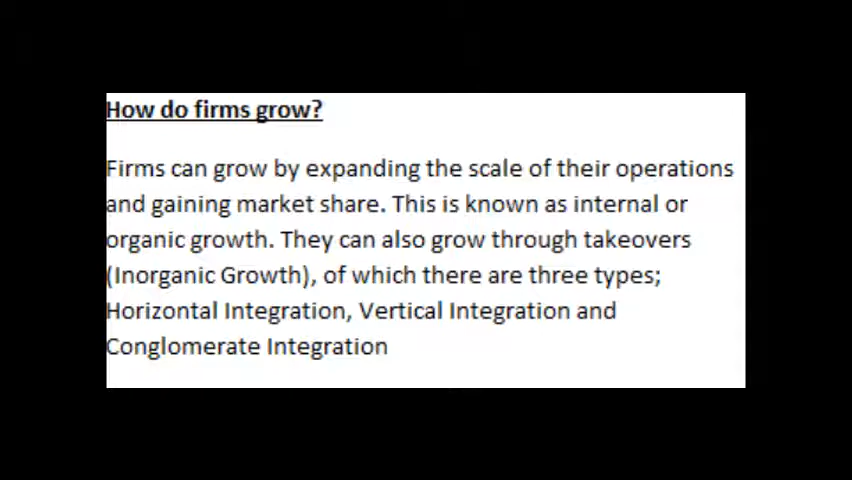 How do firms grow?
Firms can grow by expanding the scale of their operations
and gaining market share. This is known as internal or
organic growth. They can also grow through takeovers
(Inorganic Growth), of which there are three types;
Horizontal Integration, Vertical Integration and
Conglomerate Integration